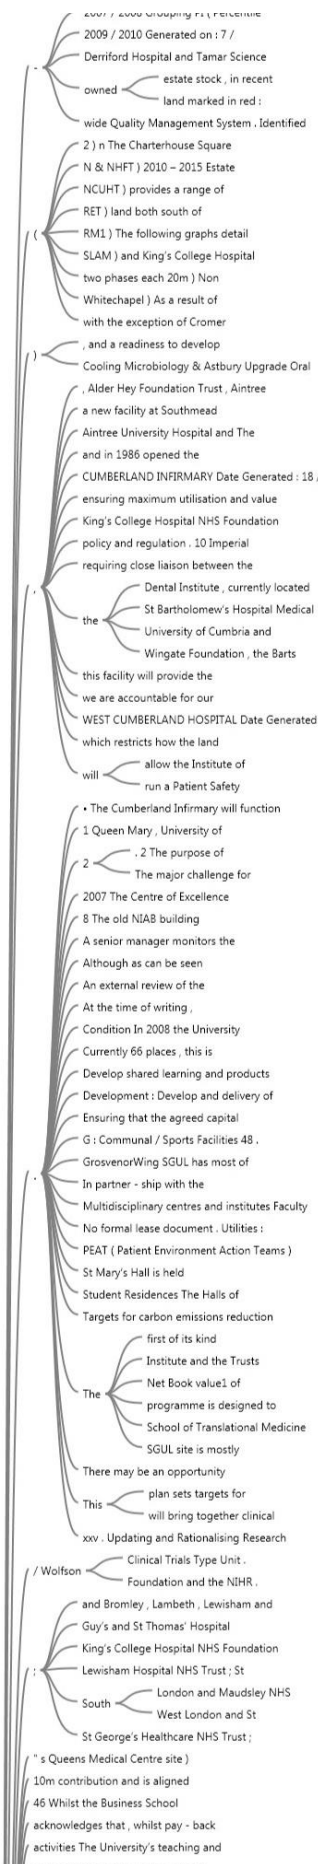 2007 / 2008 Grouping PI ( Percentile
2009 / 2010 Generated on : 7 /
Derriford Hospital and Tamar Science
-
owned
estate stock , in recent
land marked in red :
wide Quality Management System . Identified
2 ) n The Charterhouse Square
N & NHFT ) 2010 – 2015 Estate
NCUHT ) provides a range of
RET ) land both south of
(
RM1 ) The following graphs detail
SLAM ) and King's College Hospital
two phases each 20m ) Non
Whitechapel ) As a result of
with the exception of Cromer
)
, and a readiness to develop
Cooling Microbiology & Astbury Upgrade Oral
, Alder Hey Foundation Trust , Aintree
a new facility at Southmead
Aintree University Hospital and The
and in 1986 opened the
CUMBERLAND INFIRMARY Date Generated : 18 ,
ensuring maximum utilisation and value
King's College Hospital NHS Foundation
policy and regulation . 10 Imperial
requiring close liaison between the
,
the
Dental Institute , currently located
St Bartholomew's Hospital Medical
University of Cumbria and
Wingate Foundation , the Barts
this facility will provide the
we are accountable for our
WEST CUMBERLAND HOSPITAL Date Generated
which restricts how the land
will
allow the Institute of
run a Patient Safety
• The Cumberland Infirmary will function
1 Queen Mary , University of
2
. 2 The purpose of
The major challenge for
2007 The Centre of Excellence
8 The old NIAB building
A senior manager monitors the
Although as can be seen
An external review of the
At the time of writing ,
Condition In 2008 the University
Currently 66 places , this is
Develop shared learning and products
Development : Develop and delivery of
Ensuring that the agreed capital
G : Communal / Sports Facilities 48 .
.
GrosvenorWing SGUL has most of
In partner - ship with the
Multidisciplinary centres and institutes Faculty
No formal lease document . Utilities :
PEAT ( Patient Environment Action Teams )
St Mary's Hall is held
Student Residences The Halls of
Targets for carbon emissions reduction
The
first of its kind
Institute and the Trusts
Net Book value1 of
programme is designed to
School of Translational Medicine
SGUL site is mostly
There may be an opportunity
This
plan sets targets for
will bring together clinical
xxv . Updating and Rationalising Research
/ Wolfson
Clinical Trials Type Unit .
Foundation and the NIHR .
and Bromley , Lambeth , Lewisham and
Guy's and St Thomas' Hospital
King's College Hospital NHS Foundation
;
Lewisham Hospital NHS Trust ; St
South
London and Maudsley NHS
West London and St
St George's Healthcare NHS Trust ;
" s Queens Medical Centre site )
10m contribution and is aligned
46 Whilst the Business School
acknowledges that , whilst pay - back
activities The University's teaching and